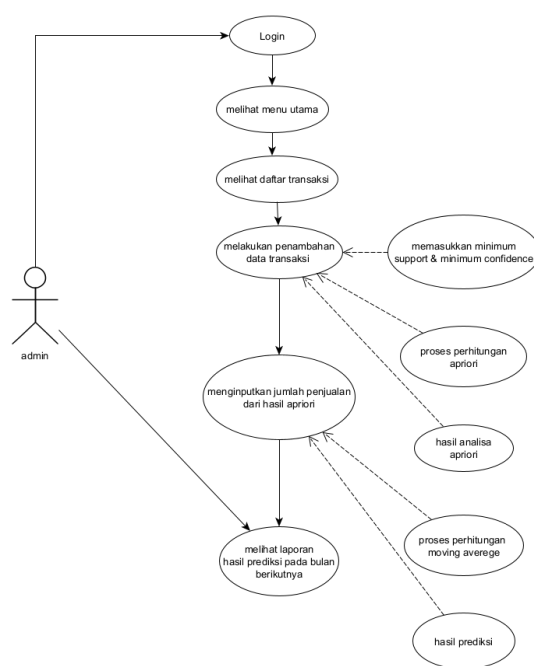 Login
melihat menu utama
melihat daftar transaksi
melakukan penambahan
data transaksi
memasukkan minimum
support & minimum confidence
admin
proses perhitungan
apriori
menginputkan jumlah penjualan
dari hasil apriori
hasil analisa
apriori
melihat laporan
hasil prediksi pada bulan
berikutnya
proses perhitungan
moving averege
hasil prediksi